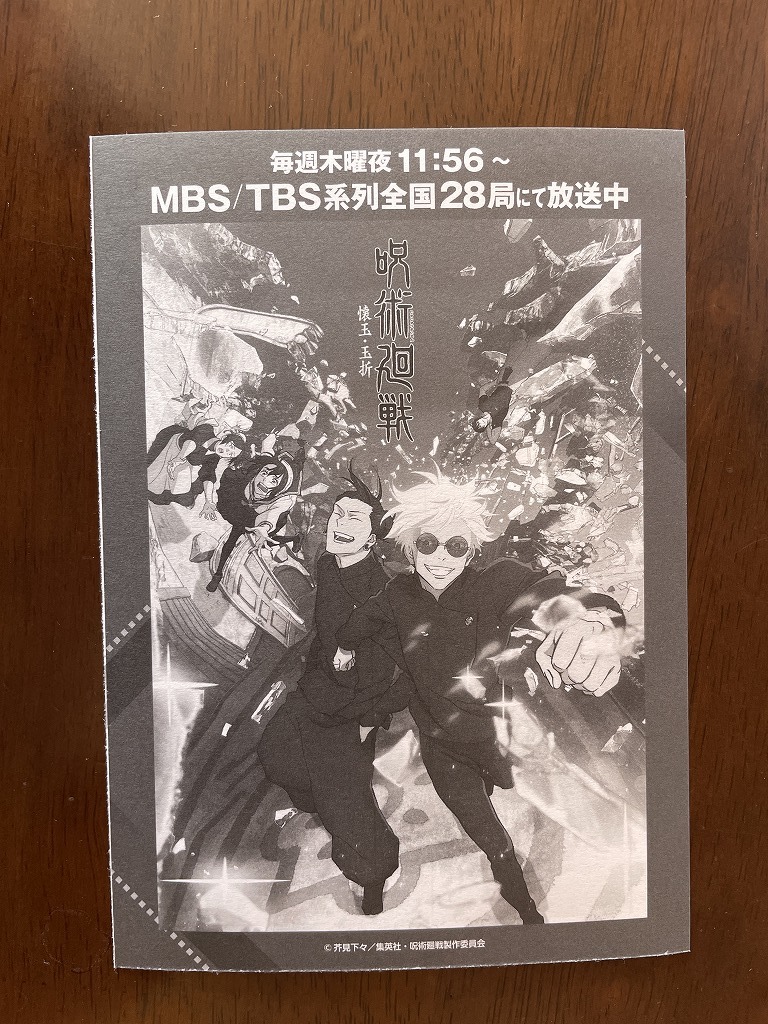 毎週木曜夜11:56～
MBS/TBS系列全国28局にて放送中
呪術廻戦
懐玉・玉折
©芥見下々／集英社・呪術廻戦製作委員会